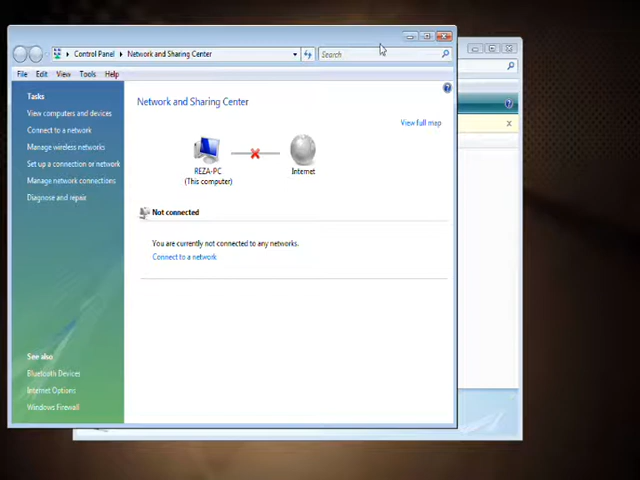 Control Panel Network and Sharing Center
Search
File Edit View Tools Help
Tasks
View computers and devices
Connect to a network
Manage wireless networks
Set up a connection or network
Manage network connections
Diagnose and repair
See also
Bluetooth Devices
Internet Options
Windows Firewall
Network and Sharing Center
View full map
REZA-PC
(This computer)
Internet
Not connected
You are currently not connected to any networks.
Connect to a network